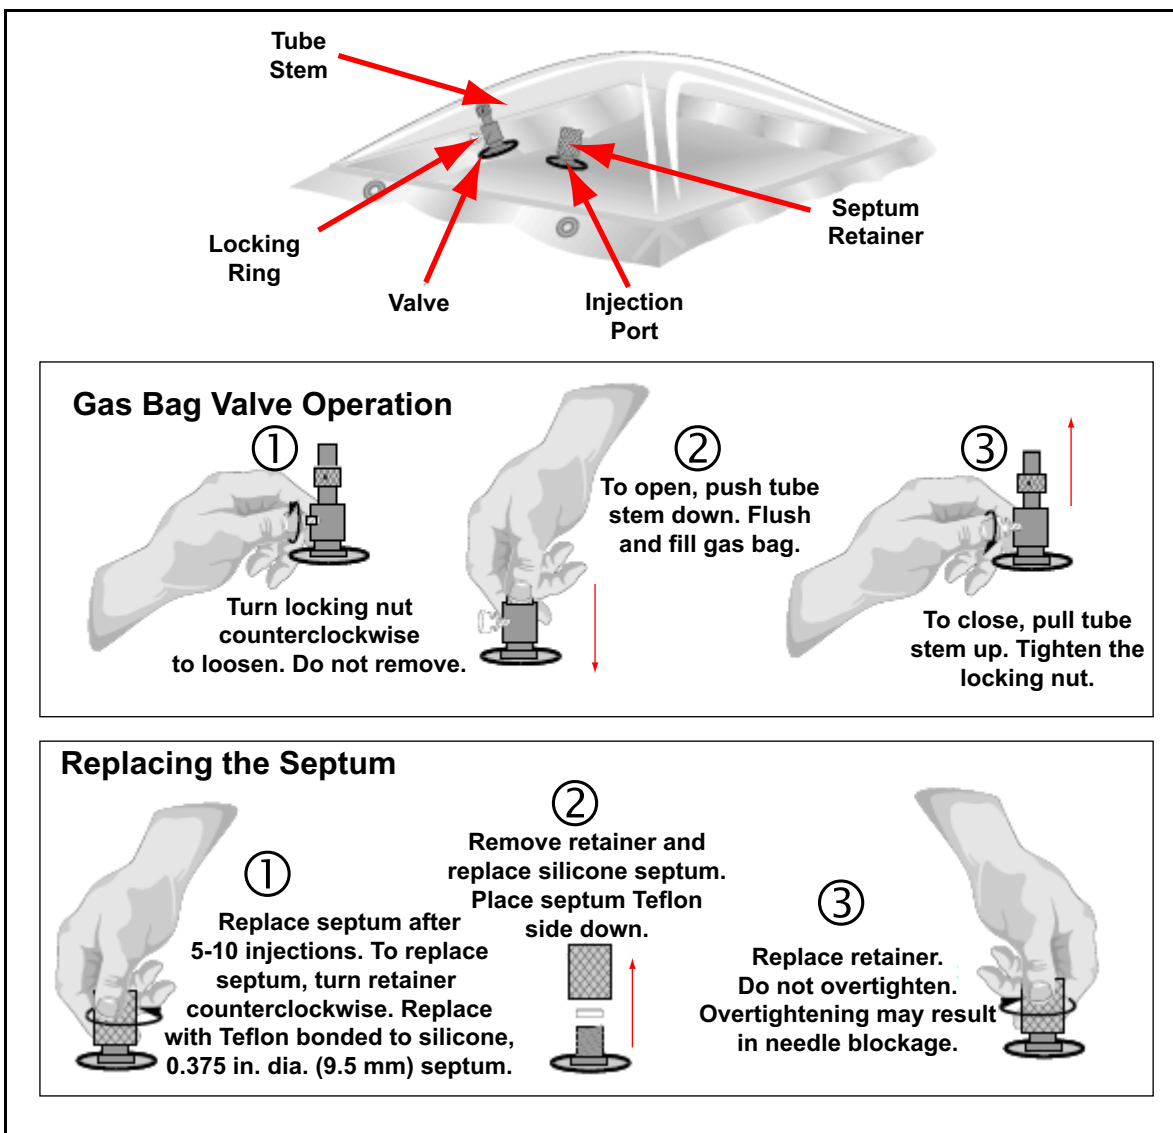 Tube
Stem
Septum
Retainer
Locking
Ring
Valve
Injection
Port
Gas Bag Valve Operation
①
Turn locking nut
counterclockwise
to loosen. Do not remove.
②
To open, push tube
stem down. Flush
and fill gas bag.
③
To close, pull tube
stem up. Tighten the
locking nut.
Replacing the Septum
①
Replace septum after
5-10 injections. To replace
septum, turn retainer
counterclockwise. Replace
with Teflon bonded to silicone,
0.375 in. dia. (9.5 mm) septum.
②
Remove retainer and
replace silicone septum.
Place septum Teflon
side down.
③
Replace retainer.
Do not overtighten.
Overtightening may result
in needle blockage.